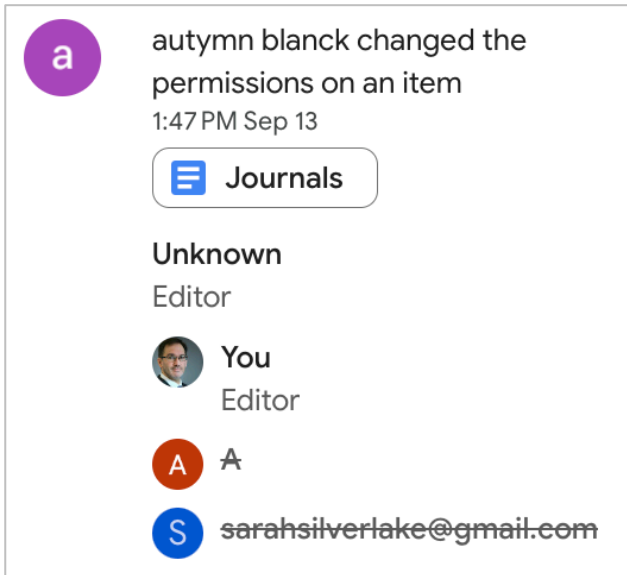 a
autymn blanck changed the
permissions on an item
1:47 PM Sep 13
Journals
Unknown
Editor
You
Editor
A A
S sarahsilverlake@gmail.com